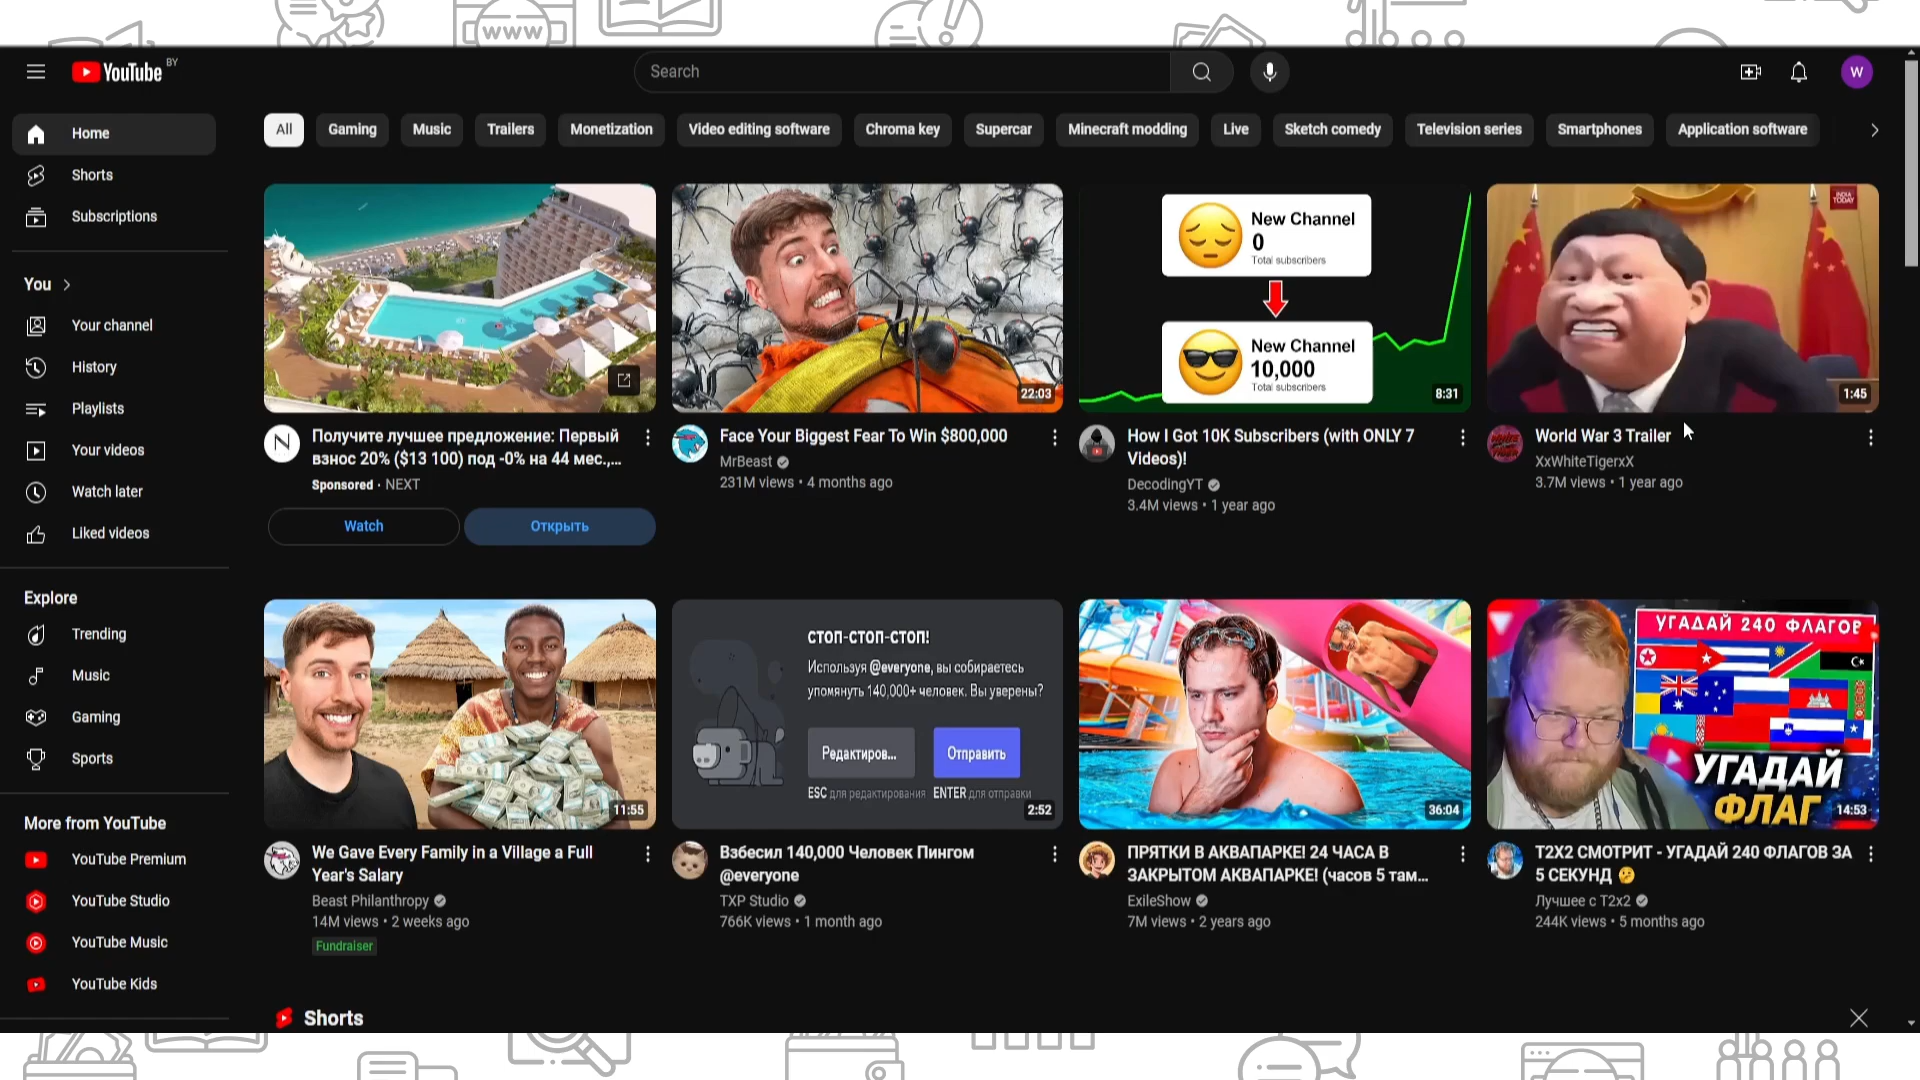 www
YouTube BY
Search
W
Home
Shorts
Subscriptions
You
Your channel
History
Playlists
Your videos
Watch later
Liked videos
Explore
Trending
Music
Gaming
Sports
More from YouTube
YouTube Premium
YouTube Studio
YouTube Music
YouTube Kids
All Gaming Music Trailers Monetization Video editing software Chroma key Supercar Minecraft modding Live Sketch comedy Television series Smartphones Application software
22:03
New Channel
0
Total subscribers
New Channel
10,000
Total subscribers
8:31
INDIA TODAY
1:45
N
Получите лучшее предложение: Первый
взнос 20% ($13 100) под -0% на 44 мес.,...
Sponsored · NEXT
Watch Открыть
Face Your Biggest Fear To Win $800,000
MrBeast
231M views • 4 months ago
How I Got 10K Subscribers (with ONLY 7
Videos)!
DecodingYT
3.4M views • 1 year ago
World War 3 Trailer
XxWhiteTigerxX
3.7M views • 1 year ago
11:55
СТОП-СТОП-СТОП!
Используя @everyone, вы собираетесь
упомянуть 140,000+ человек. Вы уверены?
Редактиров... Отправить
ESC для редактирования ENTER для отправки
2:52
36:04
УГАДАЙ 240 ФЛАГОВ
УГАДАЙ
ФЛАГ
14:53
We Gave Every Family in a Village a Full
Year's Salary
Beast Philanthropy
14M views • 2 weeks ago
Fundraiser
Взбесил 140,000 Человек Пингом
@everyone
TXP Studio
766K views • 1 month ago
ПРЯТКИ В АКВАПАРКЕ! 24 ЧАСА В
ЗАКРЫТОМ АКВАПАРКЕ! (часов 5 там...
ExileShow
7M views • 2 years ago
T2X2 СМОТРИТ - УГАДАЙ 240 ФЛАГОВ ЗА
5 СЕКУНД 🤔
Лучшее с T2x2
244K views • 5 months ago
Shorts